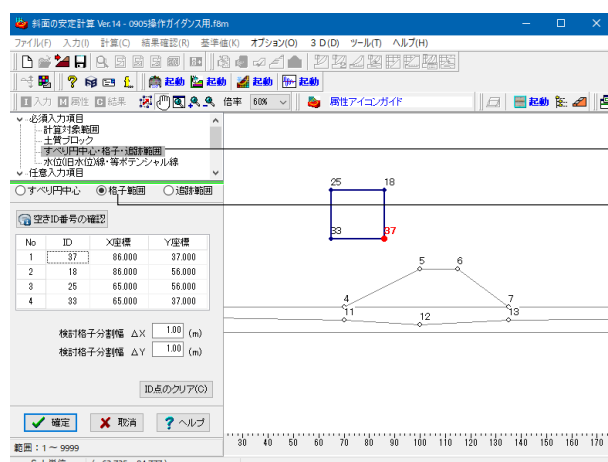 斜面の安定計算 Ver.14 - 0905操作ガイダンス用.f8m
ファイル(F) 入力(I) 計算(C) 結果確認(R) 基準値(K) オプション(O) 3D(D) ツール(T) ヘルプ(H)
起動 起動 起動 起動
入力 属性 結果 倍率 60% 属性アイコンガイド 起動
必須入力項目
計算対象範囲
土質ブロック
すべり円中心・格子・追跡範囲
水位(旧水位)線・等ポテンシャル線
任意入力項目
すべり円中心 格子範囲 追跡範囲
空きID番号の確認
No ID X座標 Y座標
1 37 86.000 37.000
2 18 86.000 56.000
3 25 65.000 56.000
4 33 65.000 37.000
検討格子分割幅 ΔX 1.00 (m)
検討格子分割幅 ΔY 1.00 (m)
ID点のクリア(C)
確定 取消 ヘルプ
範囲：1～9999
25 18
33 37
5 6
4 7
11 12 13
30 40 50 60 70 80 90 100 110 120 130 140 150 160 170